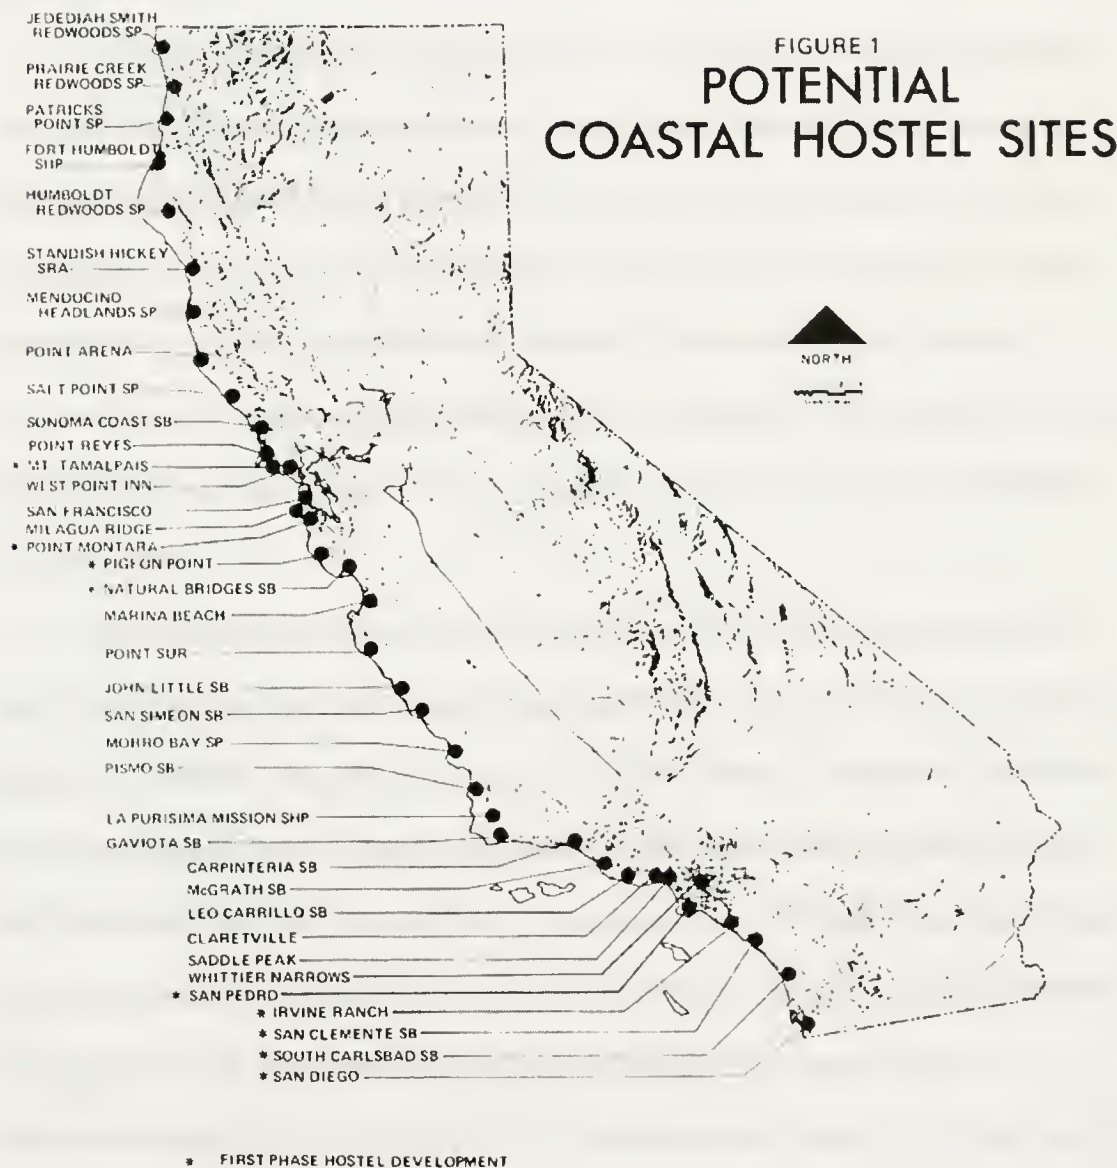 FIGURE 1
POTENTIAL
COASTAL HOSTEL SITES
JEDEDIAH SMITH
REDWOODS SP
PRAIRIE CREEK
REDWOODS SP
PATRICKS
POINT SP
FORT HUMBOLDT
SHP
HUMBOLDT
REDWOODS SP
STANDISH HICKEY
SRA
MENDOCINO
HEADLANDS SP
POINT ARENA
SALT POINT SP
SONOMA COAST SB
POINT REYES
* MT. TAMALPAIS
WEST POINT INN
SAN FRANCISCO
MILAGUA RIDGE
* POINT MONTARA
* PIGEON POINT
* NATURAL BRIDGES SB
MARINA BEACH
POINT SUR
JOHN LITTLE SB
SAN SIMEON SB
MORRO BAY SP
PISMO SB
LA PURISIMA MISSION SHP
GAVIOTA SB
CARPINTERIA SB
McGRATH SB
LEO CARRILLO SB
CLARETVILLE
SADDLE PEAK
WHITTIER NARROWS
* SAN PEDRO
* IRVINE RANCH
* SAN CLEMENTE SB
* SOUTH CARLSBAD SB
* SAN DIEGO
NORTH
* FIRST PHASE HOSTEL DEVELOPMENT